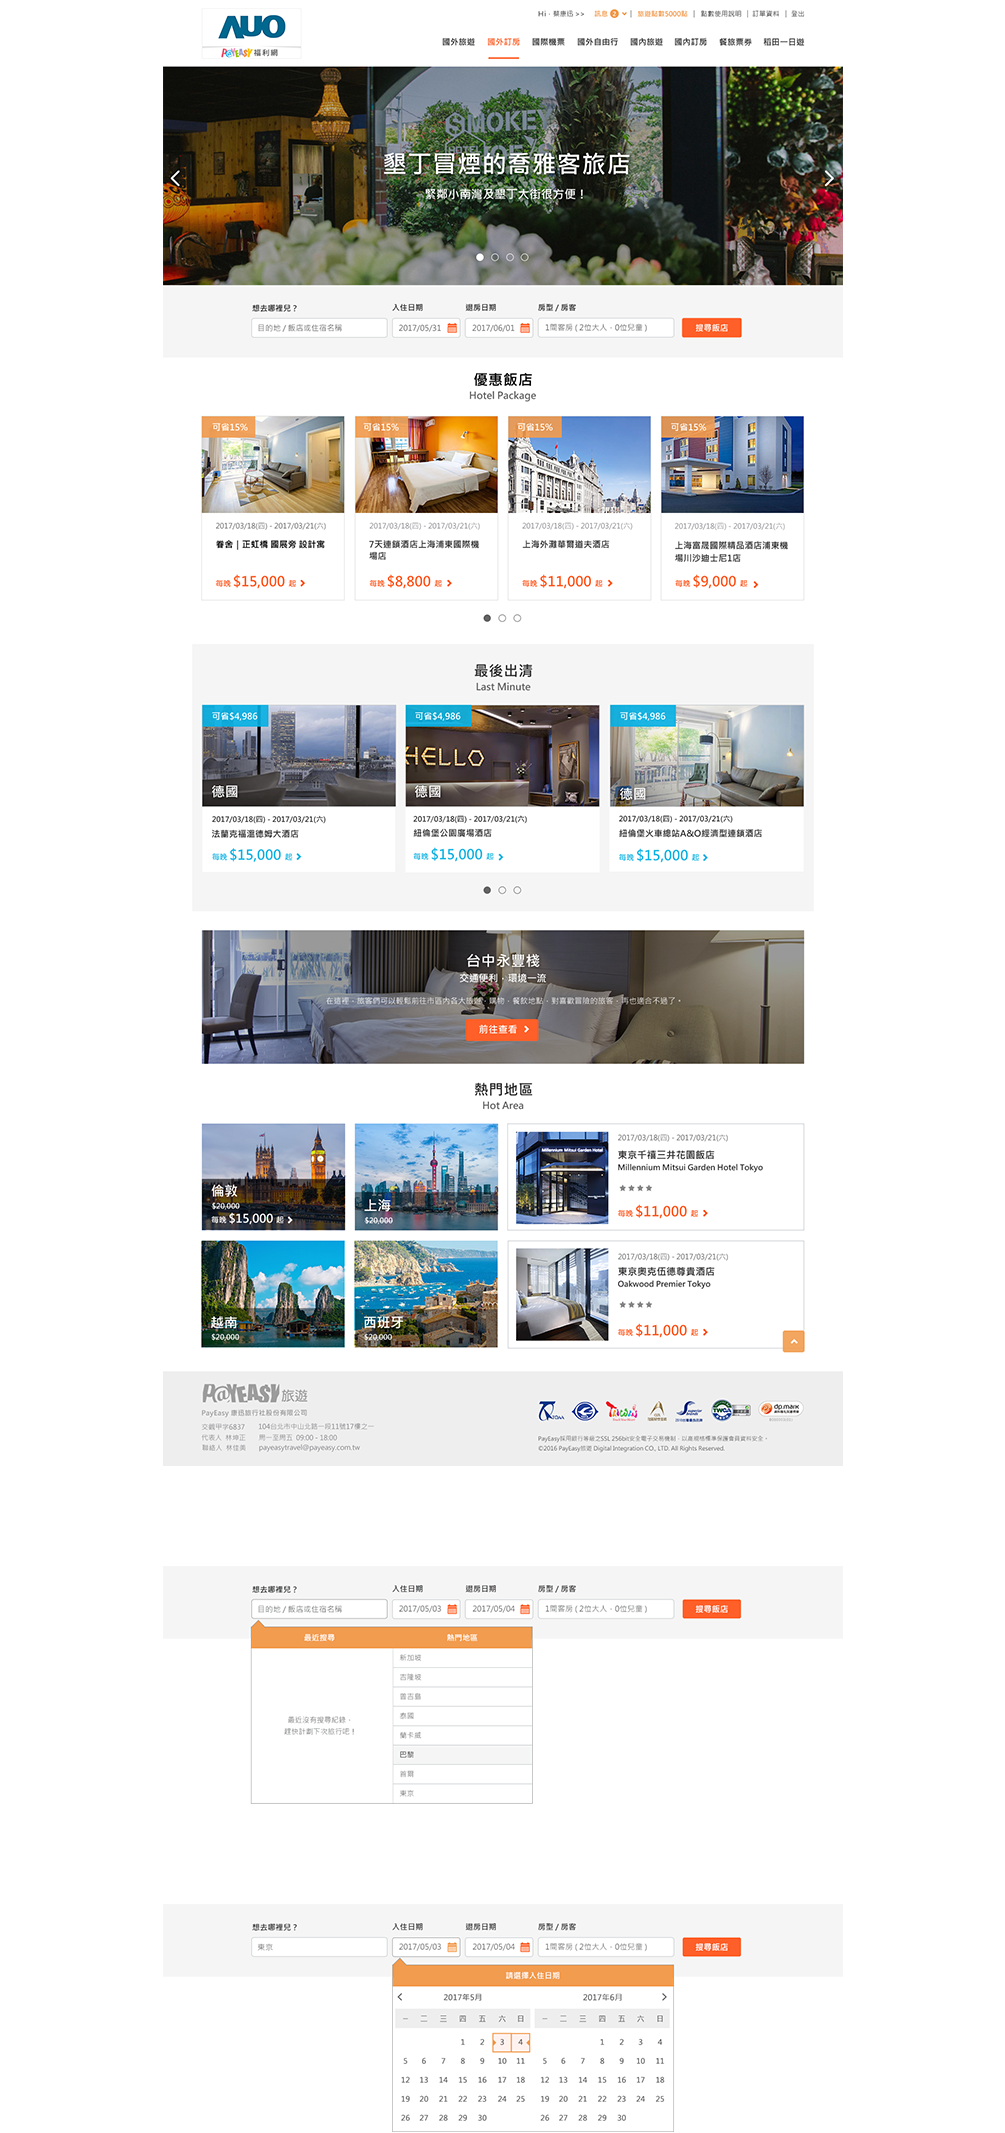 AUO
PayEasy 福利網
Hi，蔡康迅 >> 訊息 2 | 旅遊點數5000點 | 點數使用說明 | 訂單資料 | 登出
國外旅遊 國外訂房 國際機票 國外自由行 國內旅遊 國內訂房 餐旅票券 稻田一日遊
SMOKEY
HOTEL JOEY
墾丁冒煙的喬雅客旅店
緊鄰小南灣及墾丁大街很方便！
想去哪裡兒？ 入住日期 退房日期 房型 / 房客
目的地 / 飯店或住宿名稱 2017/05/31 2017/06/01 1間客房 ( 2位大人，0位兒童 ) 搜尋飯店
優惠飯店
Hotel Package
可省15% 可省15% 可省15% 可省15%
2017/03/18(四) - 2017/03/21(六)
眷舍｜正虹橋 國展旁 設計寓
每晚 $15,000 起
2017/03/18(四) - 2017/03/21(六)
7天連鎖酒店上海浦東國際機
場店
每晚 $8,800 起
2017/03/18(四) - 2017/03/21(六)
上海外灘華爾道夫酒店
每晚 $11,000 起
2017/03/18(四) - 2017/03/21(六)
上海富晟國際精品酒店浦東機
場川沙迪士尼1店
每晚 $9,000 起
最後出清
Last Minute
可省$4,986
德國
2017/03/18(四) - 2017/03/21(六)
法蘭克福溫德姆大酒店
每晚 $15,000 起
可省$4,986
HELLO
德國
2017/03/18(四) - 2017/03/21(六)
紐倫堡公園廣場酒店
每晚 $15,000 起
可省$4,986
德國
2017/03/18(四) - 2017/03/21(六)
紐倫堡火車總站A&O經濟型連鎖酒店
每晚 $15,000 起
台中永豐棧
交通便利，環境一流
在這裡，旅客們可以輕鬆前往市區內各大旅遊、購物、餐飲地點，對喜歡冒險的旅客，再也適合不過了。
前往查看
熱門地區
Hot Area
倫敦
$20,000
每晚 $15,000 起
上海
$20,000
Millennium Mitsui Garden Hotel
2017/03/18(四) - 2017/03/21(六)
東京千禧三井花園飯店
Millennium Mitsui Garden Hotel Tokyo
★★★★
每晚 $11,000 起
越南
$20,000
西班牙
$20,000
2017/03/18(四) - 2017/03/21(六)
東京奧克伍德尊貴酒店
Oakwood Premier Tokyo
★★★★
每晚 $11,000 起
P@YEASY 旅遊
PayEasy 康迅旅行社股份有限公司
交觀甲字6837 104台北市中山北路一段11號17樓之一
代表人 林坤正 周一至周五 09:00 - 18:00
聯絡人 林佳素 payeasytravel@payeasy.com.tw
TWCA dp.mark
PayEasy採用銀行等級之SSL 256bit安全電子交易機制，以高規格標準保護會員資料安全。
©2016 PayEasy旅遊 Digital Integration CO., LTD. All Rights Reserved.
想去哪裡兒？ 入住日期 退房日期 房型 / 房客
目的地 / 飯店或住宿名稱 2017/05/03 2017/05/04 1間客房 ( 2位大人，0位兒童 ) 搜尋飯店
最近搜尋 熱門地區
最近沒有搜尋紀錄，
趕快計劃下次旅行吧！
新加坡
吉隆坡
峇里島
泰國
蘭卡威
巴黎
首爾
東京
想去哪裡兒？ 入住日期 退房日期 房型 / 房客
東京 2017/05/03 2017/05/04 1間客房 ( 2位大人，0位兒童 ) 搜尋飯店
請選擇入住日期
2017年5月 2017年6月
一 二 三 四 五 六 日 一 二 三 四 五 六 日
1 2 3 4 1 2 3 4
5 6 7 8 9 10 11 5 6 7 8 9 10 11
12 13 14 15 16 17 18 12 13 14 15 16 17 18
19 20 21 22 23 24 25 19 20 21 22 23 24 25
26 27 28 29 30 26 27 28 29 30